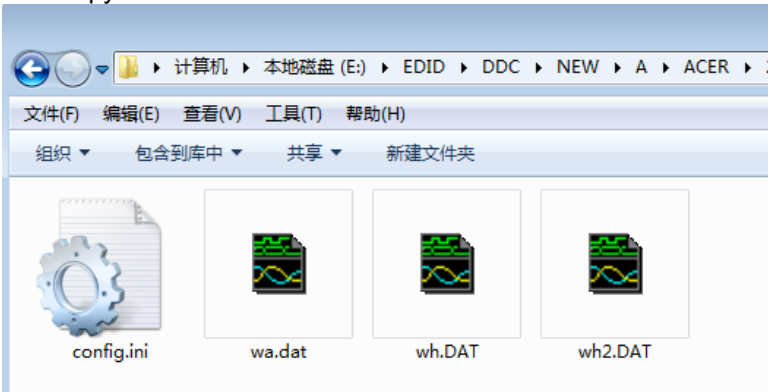 计算机 ▸ 本地磁盘 (E:) ▸ EDID ▸ DDC ▸ NEW ▸ A ▸ ACER ▸
文件(F) 编辑(E) 查看(V) 工具(T) 帮助(H)
组织 包含到库中 共享 新建文件夹
config.ini wa.dat wh.DAT wh2.DAT